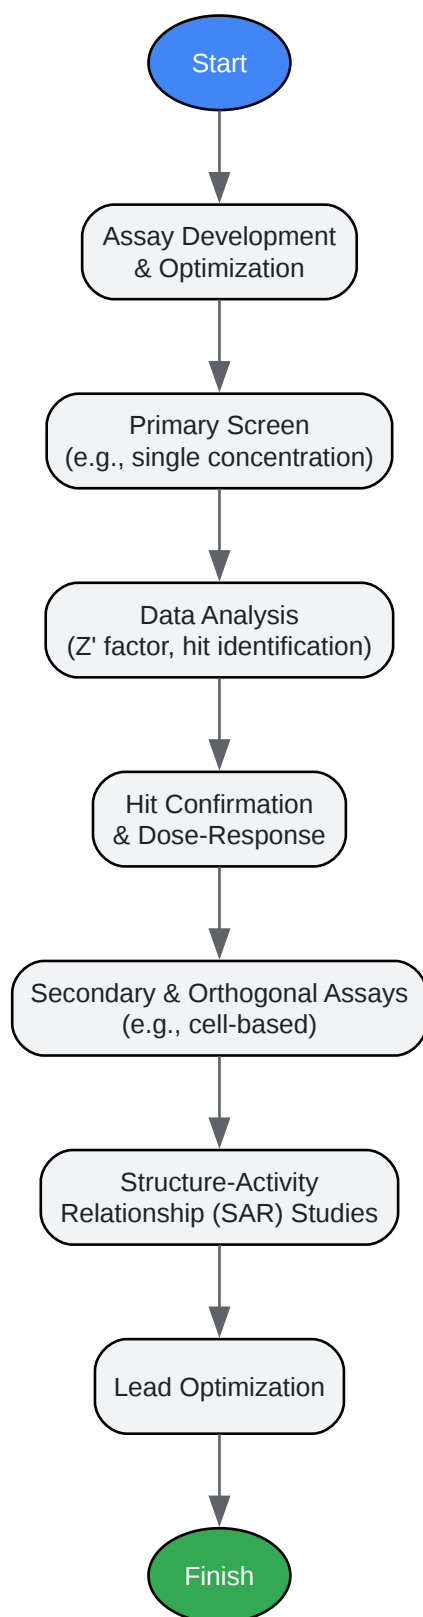 Start
Assay Development
& Optimization
Primary Screen
(e.g., single concentration)
Data Analysis
(Z' factor, hit identification)
Hit Confirmation
& Dose-Response
Secondary & Orthogonal Assays
(e.g., cell-based)
Structure-Activity
Relationship (SAR) Studies
Lead Optimization
Finish